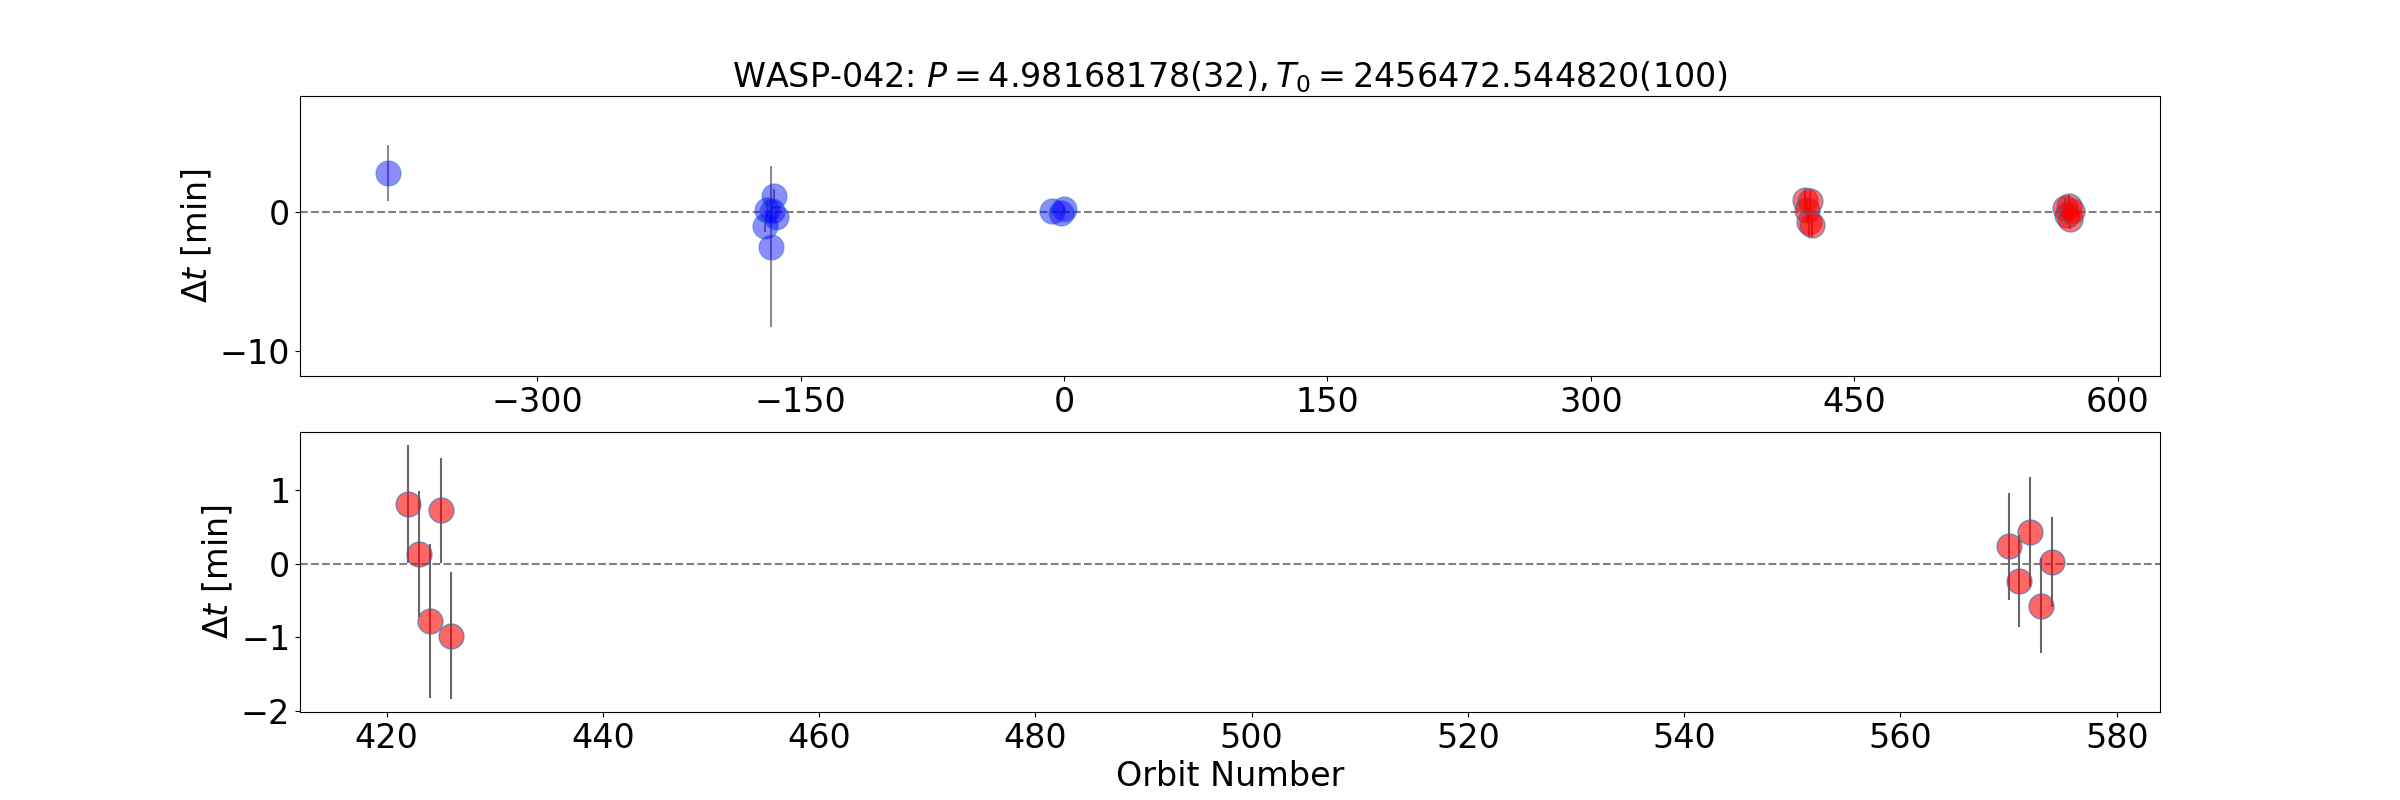 WASP-042: P = 4.98168178(32), T₀ = 2456472.544820(100)
Δt [min]
0
−10
−300 −150 0 150 300 450 600
Δt [min]
1
0
−1
−2
420 440 460 480 500 520 540 560 580
Orbit Number